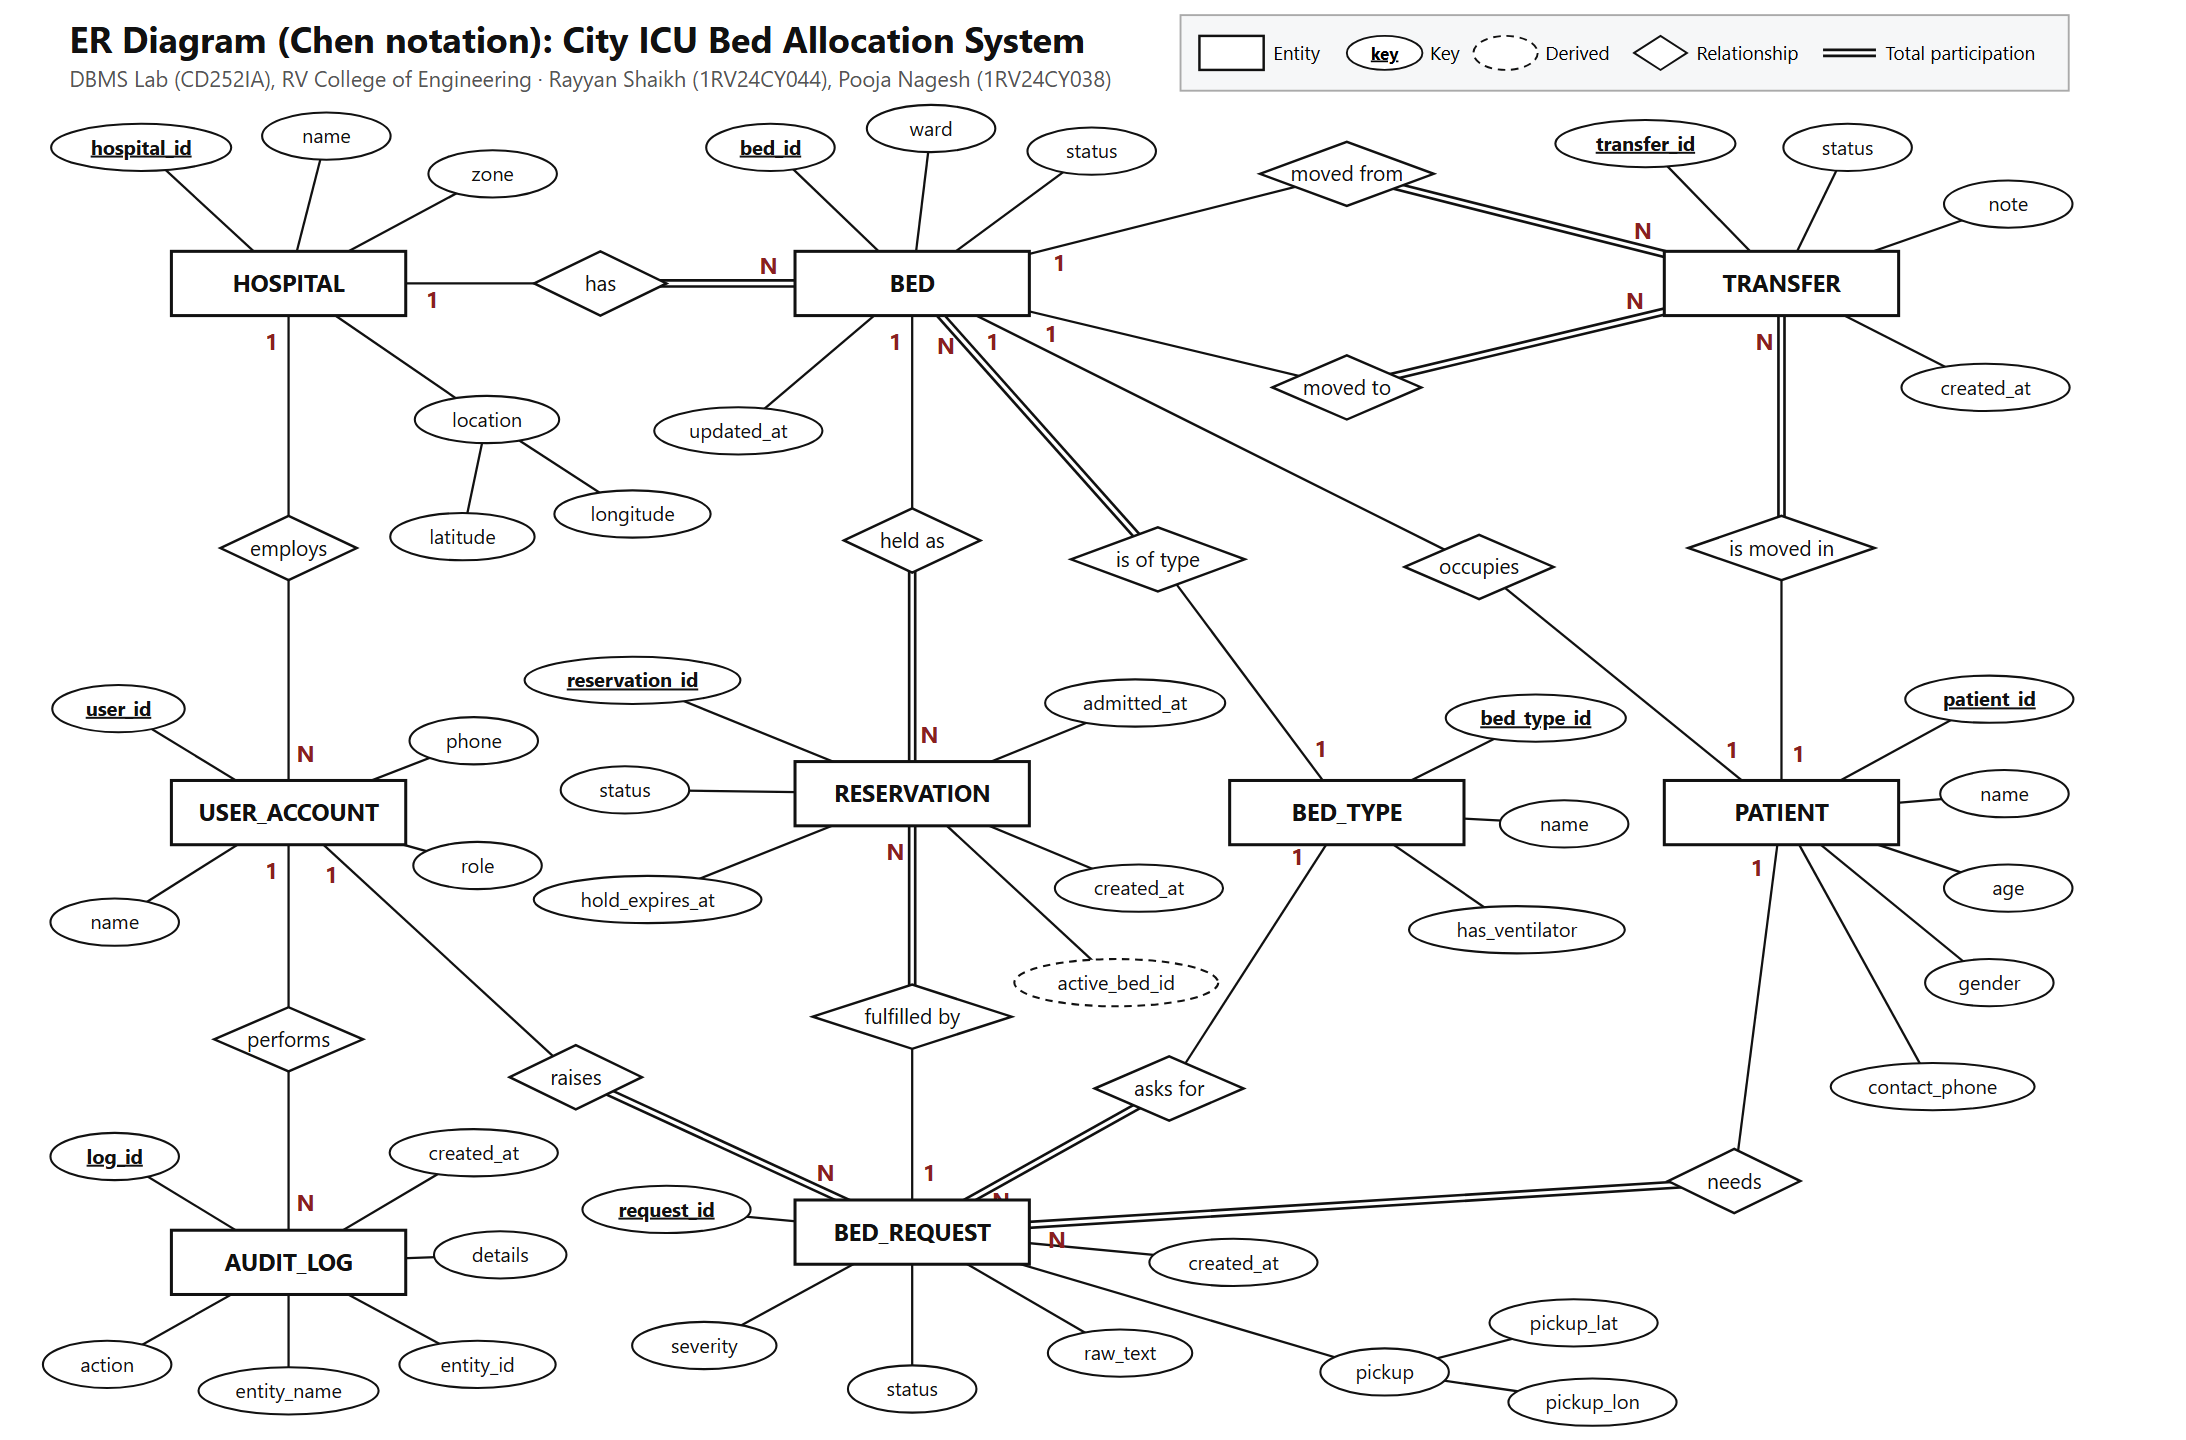 ER Diagram (Chen notation): City ICU Bed Allocation System
DBMS Lab (CD252IA), RV College of Engineering · Rayyan Shaikh (1RV24CY044), Pooja Nagesh (1RV24CY038)
Entity
key
Key
Derived
Relationship
Total participation
hospital_id
name
zone
bed_id
ward
status
moved from
transfer_id
status
note
HOSPITAL
1
has
N
BED
1
N
TRANSFER
1
1
N
1
1
N
N
moved to
created_at
location
updated_at
latitude
longitude
employs
held as
is of type
occupies
is moved in
user_id
phone
N
reservation_id
admitted_at
N
bed_type_id
1
patient_id
1
1
USER_ACCOUNT
status
RESERVATION
BED_TYPE
name
PATIENT
name
1
1
role
name
hold_expires_at
N
created_at
1
has_ventilator
1
age
active_bed_id
gender
performs
raises
fulfilled by
asks for
contact_phone
log_id
created_at
N
N
1
N
needs
request_id
BED_REQUEST
N
AUDIT_LOG
details
created_at
action
entity_name
entity_id
severity
status
raw_text
pickup
pickup_lat
pickup_lon